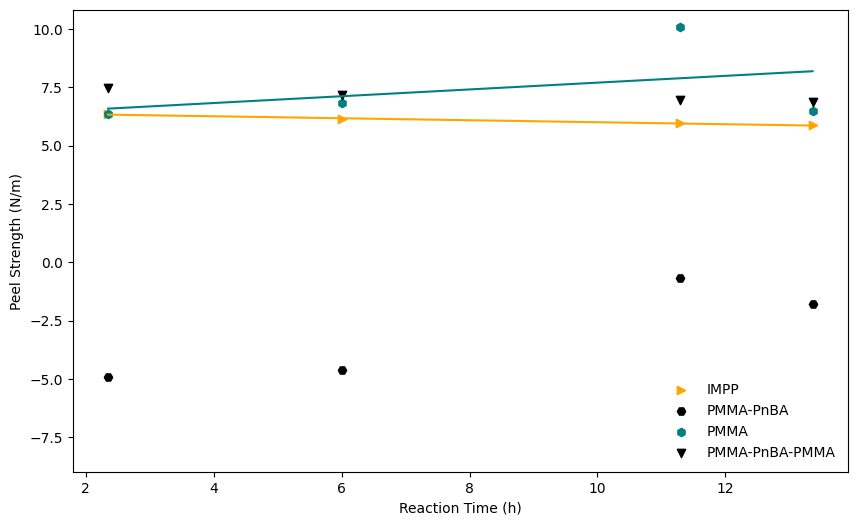 10.0
7.5
5.0
2.5
0.0
−2.5
−5.0
−7.5
Peel Strength (N/m)
IMPP
PMMA-PnBA
PMMA
PMMA-PnBA-PMMA
2 4 6 8 10 12
Reaction Time (h)